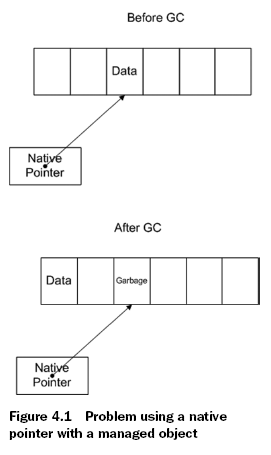 Before GC
Data
Native
Pointer
After GC
Data Garbage
Native
Pointer
Figure 4.1 Problem using a native
pointer with a managed object